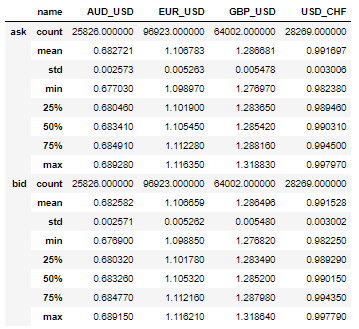 name AUD_USD EUR_USD GBP_USD USD_CHF
ask count 25826.000000 96923.000000 64002.000000 28269.000000
mean 0.682721 1.106783 1.286681 0.991697
std 0.002573 0.005263 0.005478 0.003006
min 0.677030 1.098970 1.276970 0.982380
25% 0.680460 1.101900 1.283650 0.989460
50% 0.683410 1.105450 1.285420 0.990310
75% 0.684910 1.112280 1.288160 0.994500
max 0.689280 1.116350 1.318830 0.997970
bid count 25826.000000 96923.000000 64002.000000 28269.000000
mean 0.682582 1.106659 1.286496 0.991528
std 0.002571 0.005262 0.005480 0.003002
min 0.676900 1.098850 1.276820 0.982250
25% 0.680320 1.101780 1.283490 0.989290
50% 0.683260 1.105320 1.285200 0.990150
75% 0.684770 1.112160 1.287980 0.994350
max 0.689150 1.116210 1.318640 0.997790